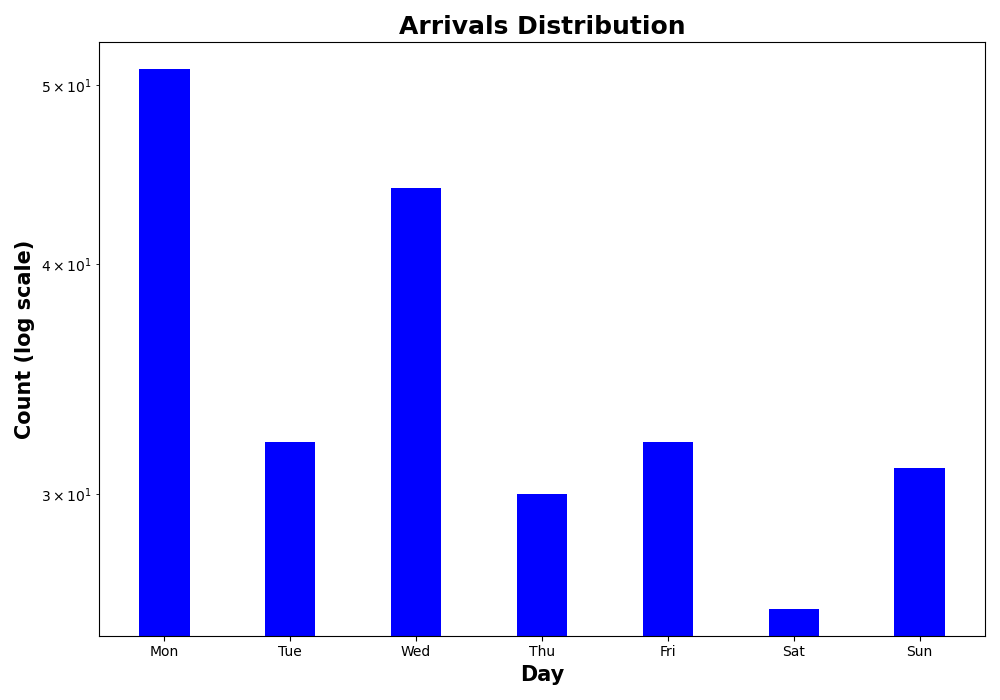 Arrivals Distribution
Count (log scale)
5 × 10¹
4 × 10¹
3 × 10¹
Mon Tue Wed Thu Fri Sat Sun
Day